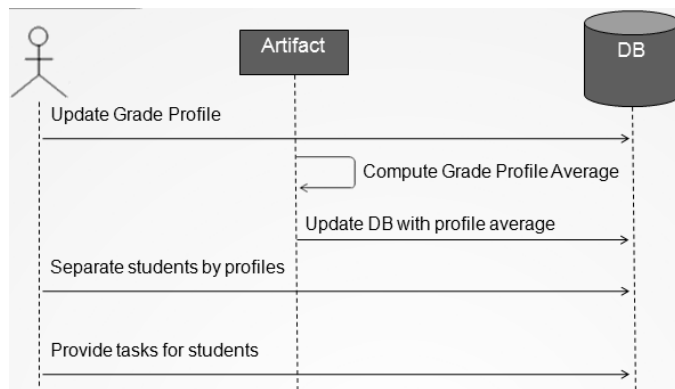 Artifact
DB
Update Grade Profile
Compute Grade Profile Average
Update DB with profile average
Separate students by profiles
Provide tasks for students